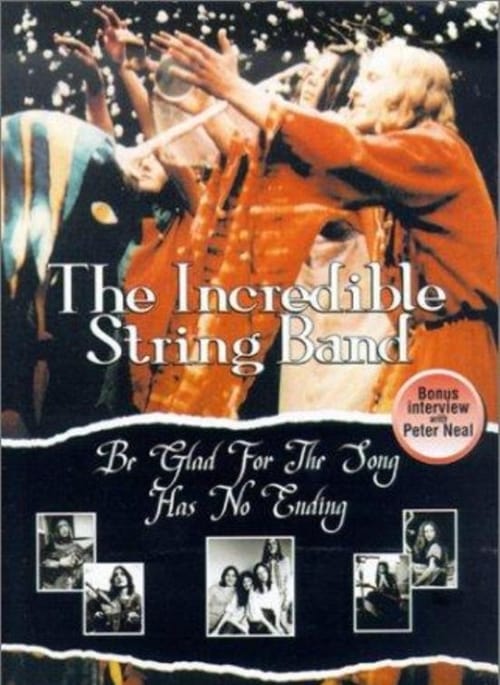 The Incredible
String Band
Bonus
interview
with
Peter Neal
Be Glad For The Song
Has No Ending